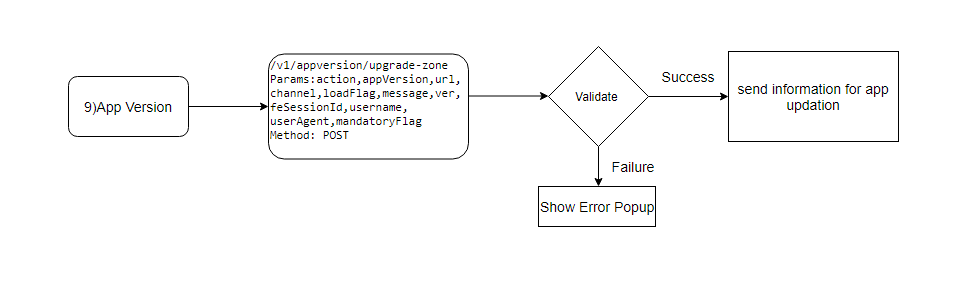 9)App Version
/v1/appversion/upgrade-zone
Params:action,appVersion,url,
channel,loadFlag,message,ver,
feSessionId,username,
userAgent,mandatoryFlag
Method: POST
Validate
Success
send information for app
updation
Failure
Show Error Popup